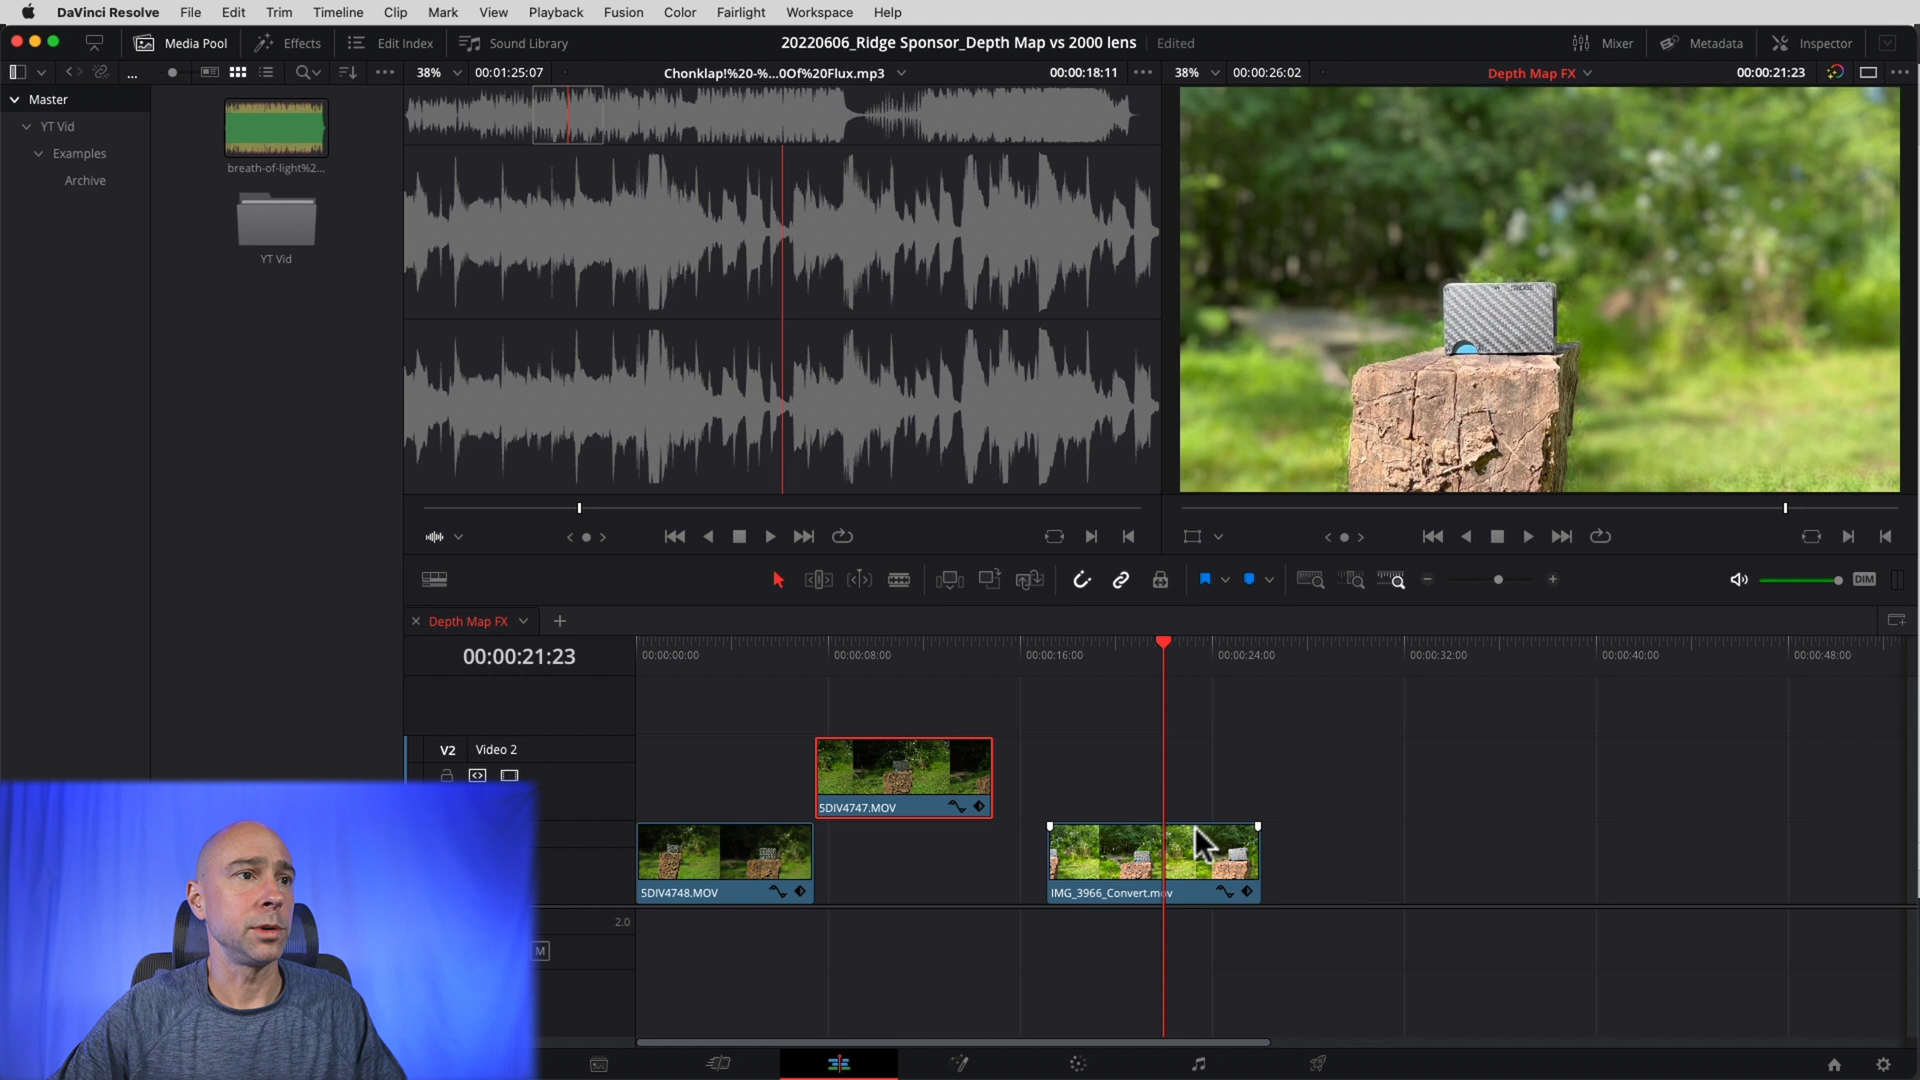 DaVinci Resolve File Edit Trim Timeline Clip Mark View Playback Fusion Color Fairlight Workspace Help
Media Pool Effects Edit Index Sound Library 20220606_Ridge Sponsor_Depth Map vs 2000 lens Edited Mixer Metadata Inspector
38% 00:01:25:07 Chonklap!%20-%...0Of%20Flux.mp3 00:00:18:11 38% 00:00:26:02 Depth Map FX 00:00:21:23
Master
YT Vid
Examples
Archive
breath-of-light%2...
YT Vid
RIDGE
DIM
Depth Map FX
00:00:21:23
00:00:00:00 00:00:08:00 00:00:16:00 00:00:24:00 00:00:32:00 00:00:40:00 00:00:48:00
V2 Video 2
5DIV4747.MOV
5DIV4748.MOV
IMG_3966_Convert.mov
2.0
M